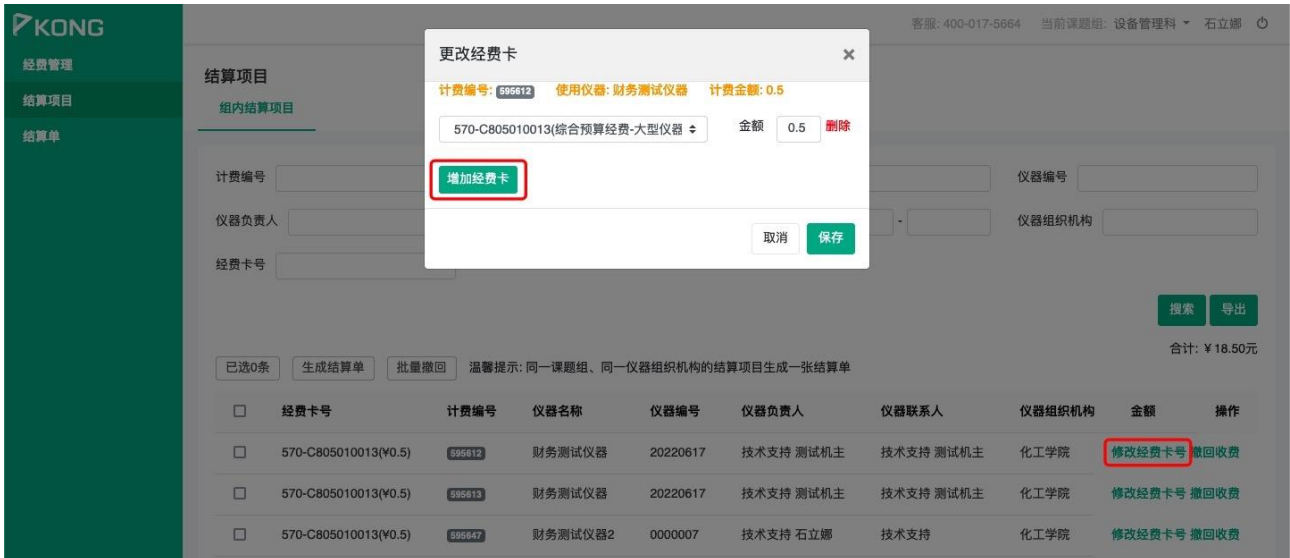 KONG
客服: 400-017-5664 当前课题组: 设备管理科 石立娜
经费管理
结算项目
结算单
结算项目
组内结算项目
更改经费卡 ×
计费编号: 595612 使用仪器: 财务测试仪器 计费金额: 0.5
570-C805010013(综合预算经费-大型仪器 金额 0.5 删除
增加经费卡
取消 保存
计费编号 仪器编号
仪器负责人 - 仪器组织机构
经费卡号
搜索 导出
合计: ¥18.50元
已选0条 生成结算单 批量撤回 温馨提示: 同一课题组、同一仪器组织机构的结算项目生成一张结算单
经费卡号 计费编号 仪器名称 仪器编号 仪器负责人 仪器联系人 仪器组织机构 金额 操作
570-C805010013(¥0.5) 595612 财务测试仪器 20220617 技术支持 测试机主 技术支持 测试机主 化工学院 修改经费卡号 撤回收费
570-C805010013(¥0.5) 595613 财务测试仪器 20220617 技术支持 测试机主 技术支持 测试机主 化工学院 修改经费卡号 撤回收费
570-C805010013(¥0.5) 595647 财务测试仪器2 0000007 技术支持 石立娜 技术支持 化工学院 修改经费卡号 撤回收费